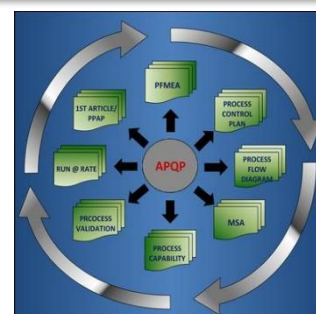 PFMEA
1ST ARTICLE/
PPAP
PROCESS
CONTROL
PLAN
APQP
RUN @ RATE
PROCESS
FLOW
DIAGRAM
PRCOCESS
VALIDATION
MSA
PROCESS
CAPABILITY